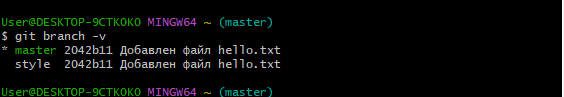 User@DESKTOP-9CTKOKO MINGW64 ~ (master)
$ git branch -v
* master 2042b11 Добавлен файл hello.txt
  style  2042b11 Добавлен файл hello.txt
User@DESKTOP-9CTKOKO MINGW64 ~ (master)